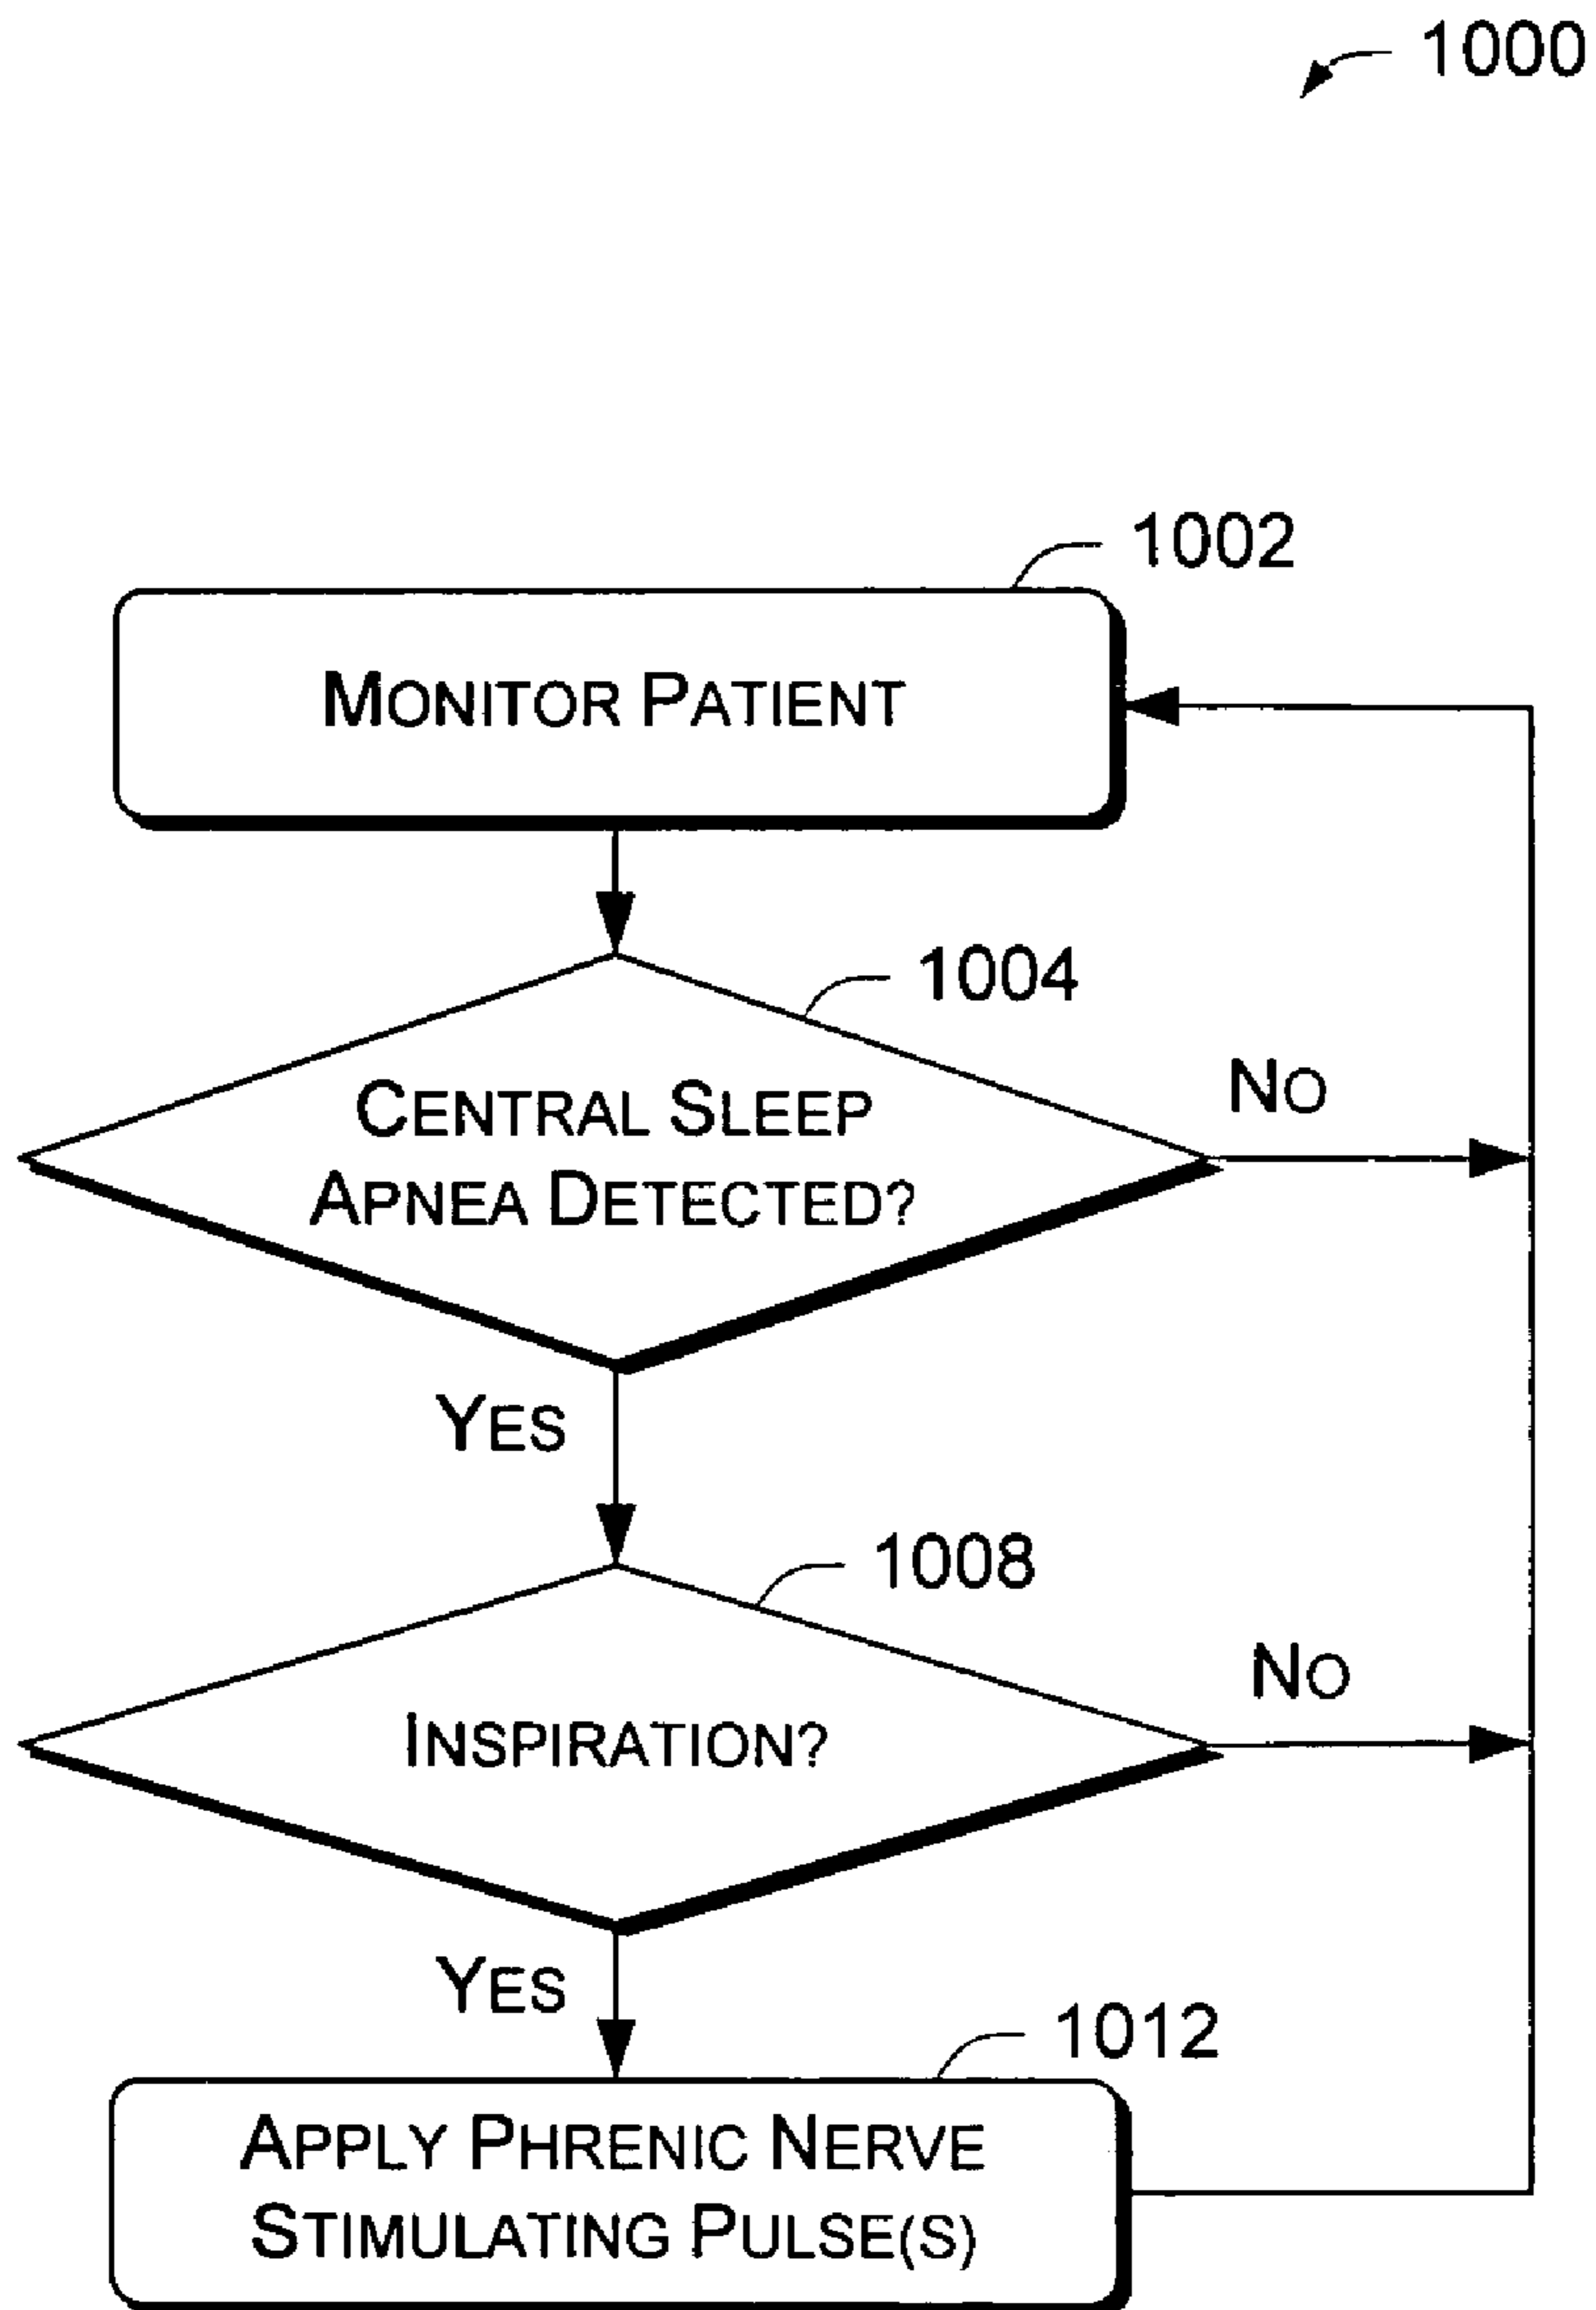 1000
1002
MONITOR PATIENT
1004
NO
CENTRAL SLEEP
APNEA DETECTED?
YES
1008
NO
INSPIRATION?
YES
1012
APPLY PHRENIC NERVE
STIMULATING PULSE(S)